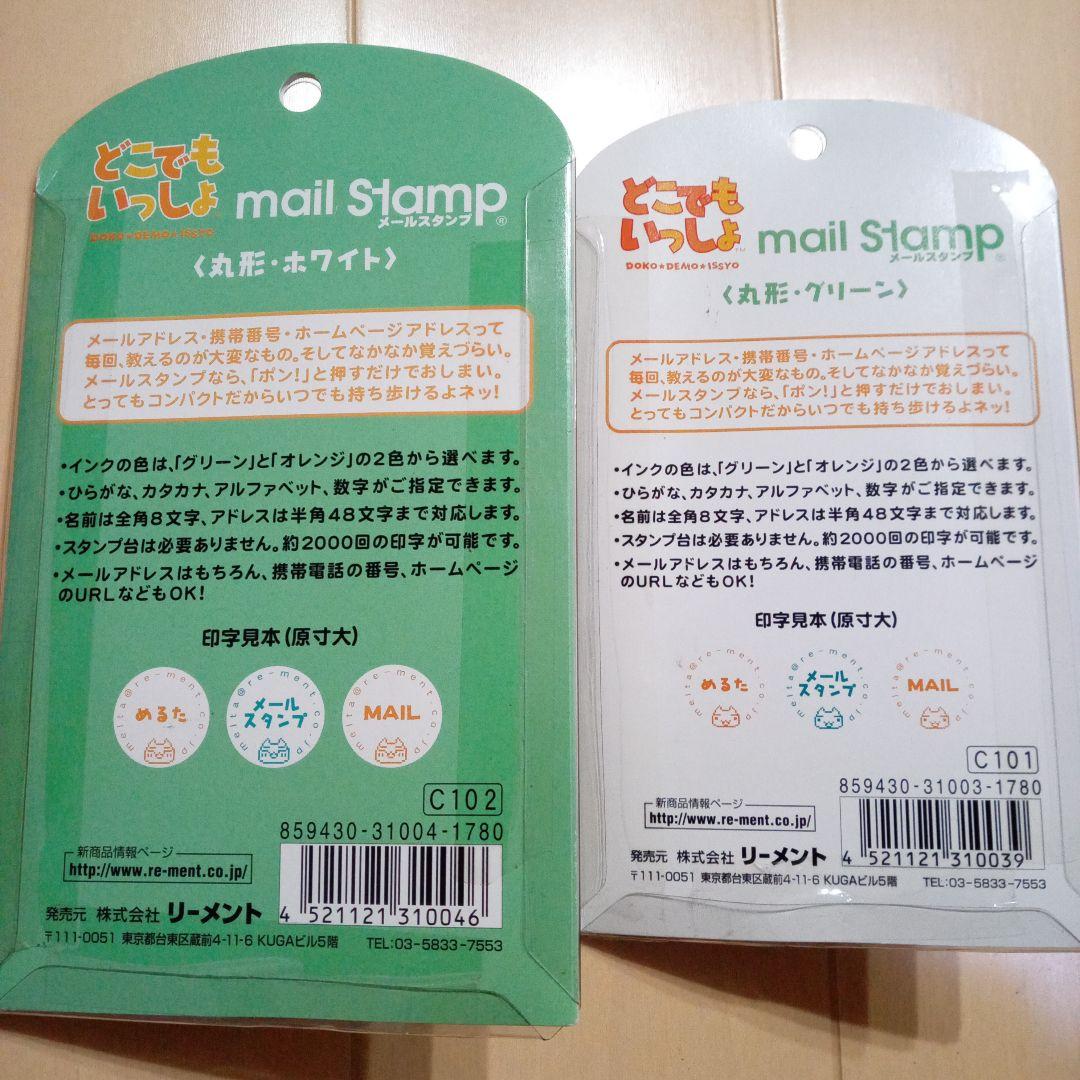 どこでも
いっしょ
DOKO★DEMO★ISSYO
mail Stamp
メールスタンプ®
〈丸形・ホワイト〉
メールアドレス・携帯番号・ホームページアドレスって
毎回、教えるのが大変なもの。そしてなかなか覚えづらい。
メールスタンプなら、「ポン!」と押すだけでおしまい。
とってもコンパクトだからいつでも持ち歩けるよネッ!
・インクの色は、「グリーン」と「オレンジ」の2色から選べます。
・ひらがな、カタカナ、アルファベット、数字がご指定できます。
・名前は全角8文字、アドレスは半角48文字まで対応します。
・スタンプ台は必要ありません。約2000回の印字が可能です。
・メールアドレスはもちろん、携帯電話の番号、ホームページ
のURLなどもOK!
印字見本(原寸大)
melta@re-ment.co.jp
めるた
melta@re-ment.co.jp
メール
スタンプ
melta@re-ment.co.jp
MAIL
C102
859430-31004-1780
新商品情報ページ
http://www.re-ment.co.jp/
発売元 株式会社 リーメント
4 521121 310046
〒111-0051 東京都台東区蔵前4-11-6 KUGAビル5階 TEL:03-5833-7553
どこでも
いっしょ™
DOKO★DEMO★ISSYO
mail Stamp
メールスタンプ®
〈丸形・グリーン〉
メールアドレス・携帯番号・ホームページアドレスって
毎回、教えるのが大変なもの。そしてなかなか覚えづらい。
メールスタンプなら、「ポン!」と押すだけでおしまい。
とってもコンパクトだからいつでも持ち歩けるよネッ!
・インクの色は、「グリーン」と「オレンジ」の2色から選べます。
・ひらがな、カタカナ、アルファベット、数字がご指定できます。
・名前は全角8文字、アドレスは半角48文字まで対応します。
・スタンプ台は必要ありません。約2000回の印字が可能です。
・メールアドレスはもちろん、携帯電話の番号、ホームページ
のURLなどもOK!
印字見本(原寸大)
melta@re-ment.co.jp
めるた
melta@re-ment.co.jp
メール
スタンプ
melta@re-ment.co.jp
MAIL
C101
859430-31003-1780
新商品情報ページ
http://www.re-ment.co.jp/
発売元 株式会社 リーメント
4 521121 310039
〒111-0051 東京都台東区蔵前4-11-6 KUGAビル5階 TEL:03-5833-7553